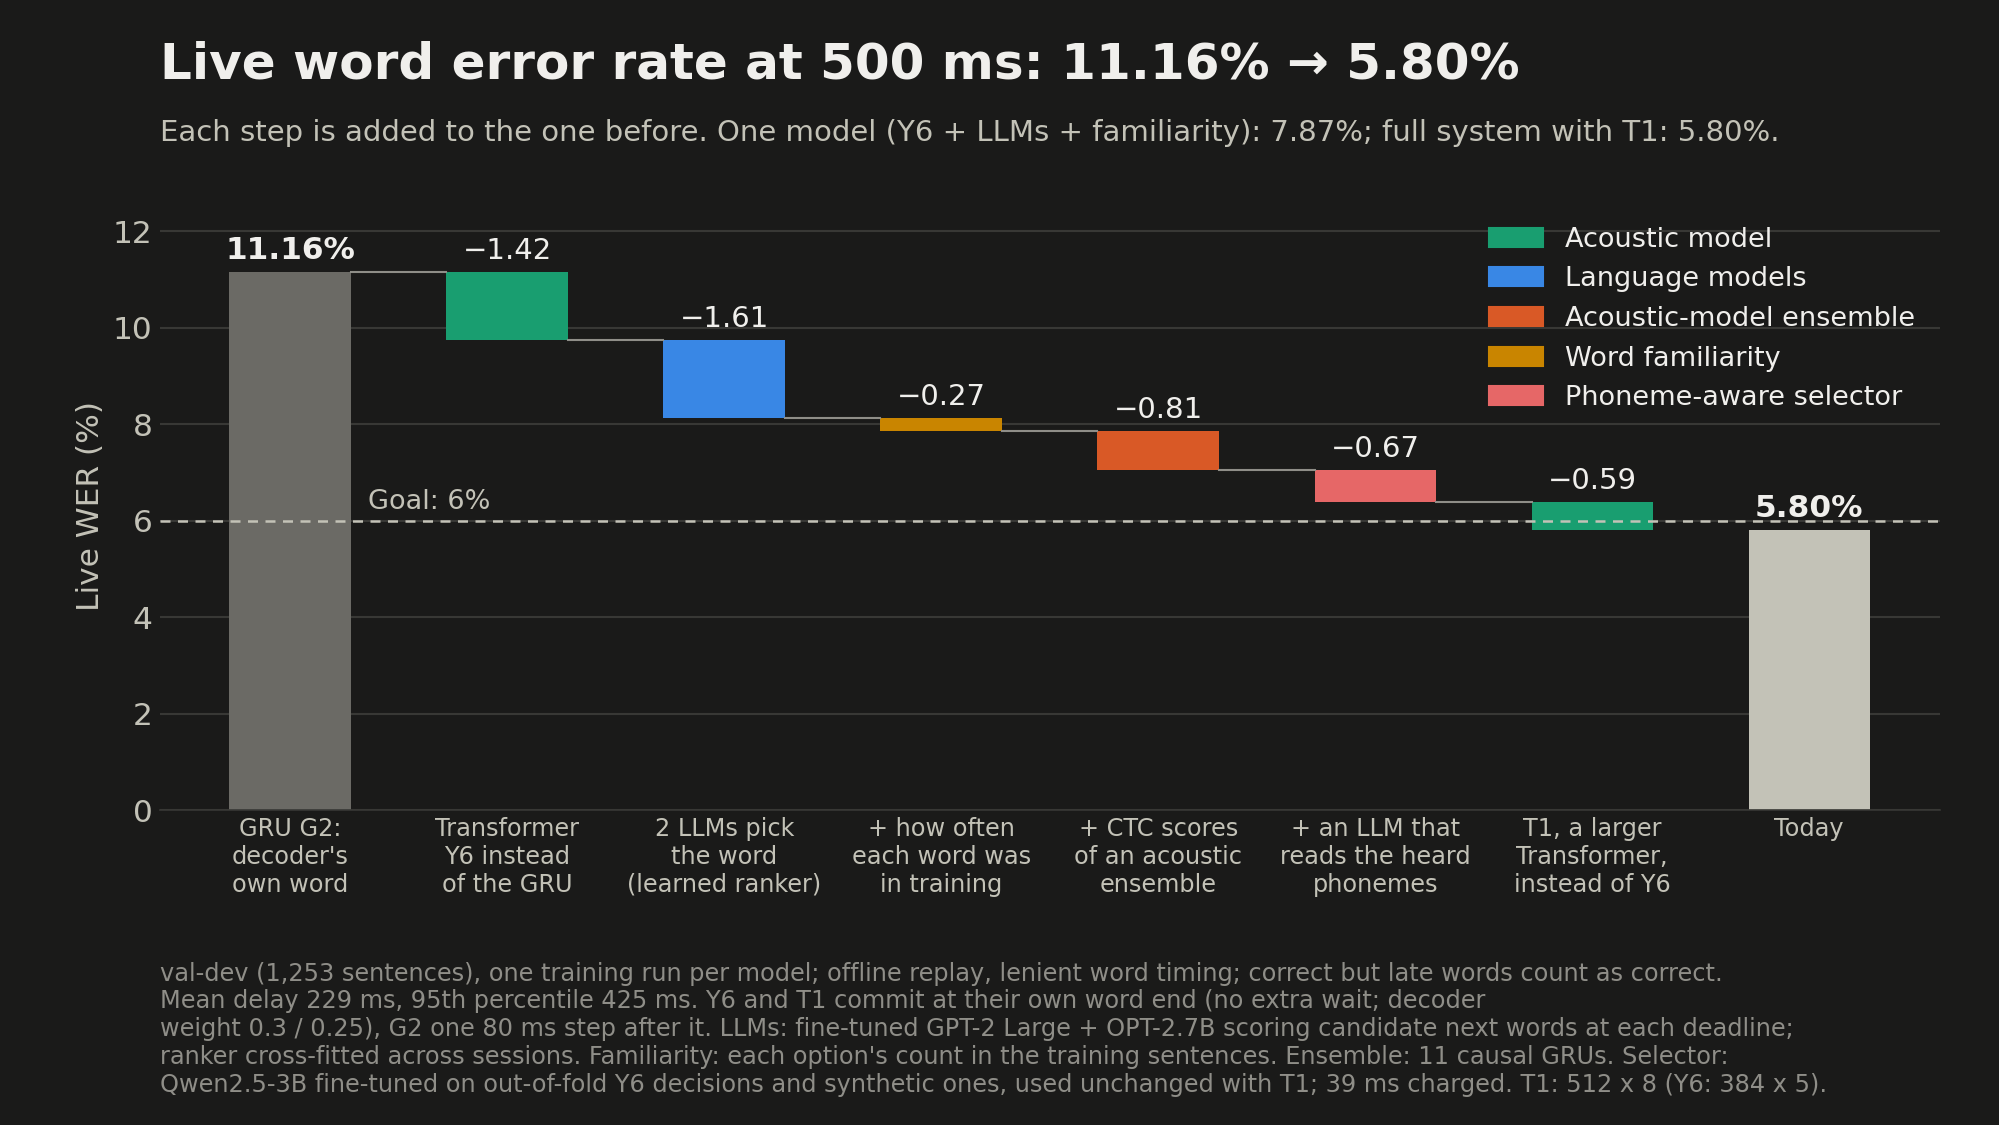 Live word error rate at 500 ms: 11.16% → 5.80%
Each step is added to the one before. One model (Y6 + LLMs + familiarity): 7.87%; full system with T1: 5.80%.
Live WER (%)
12
10
8
6
4
2
0
11.16%
−1.42
−1.61
−0.27
−0.81
−0.67
−0.59
5.80%
Goal: 6%
Acoustic model
Language models
Acoustic-model ensemble
Word familiarity
Phoneme-aware selector
GRU G2:
decoder's
own word
Transformer
Y6 instead
of the GRU
2 LLMs pick
the word
(learned ranker)
+ how often
each word was
in training
+ CTC scores
of an acoustic
ensemble
+ an LLM that
reads the heard
phonemes
T1, a larger
Transformer,
instead of Y6
Today
val-dev (1,253 sentences), one training run per model; offline replay, lenient word timing; correct but late words count as correct.
Mean delay 229 ms, 95th percentile 425 ms. Y6 and T1 commit at their own word end (no extra wait; decoder
weight 0.3 / 0.25), G2 one 80 ms step after it. LLMs: fine-tuned GPT-2 Large + OPT-2.7B scoring candidate next words at each deadline;
ranker cross-fitted across sessions. Familiarity: each option's count in the training sentences. Ensemble: 11 causal GRUs. Selector:
Qwen2.5-3B fine-tuned on out-of-fold Y6 decisions and synthetic ones, used unchanged with T1; 39 ms charged. T1: 512 x 8 (Y6: 384 x 5).